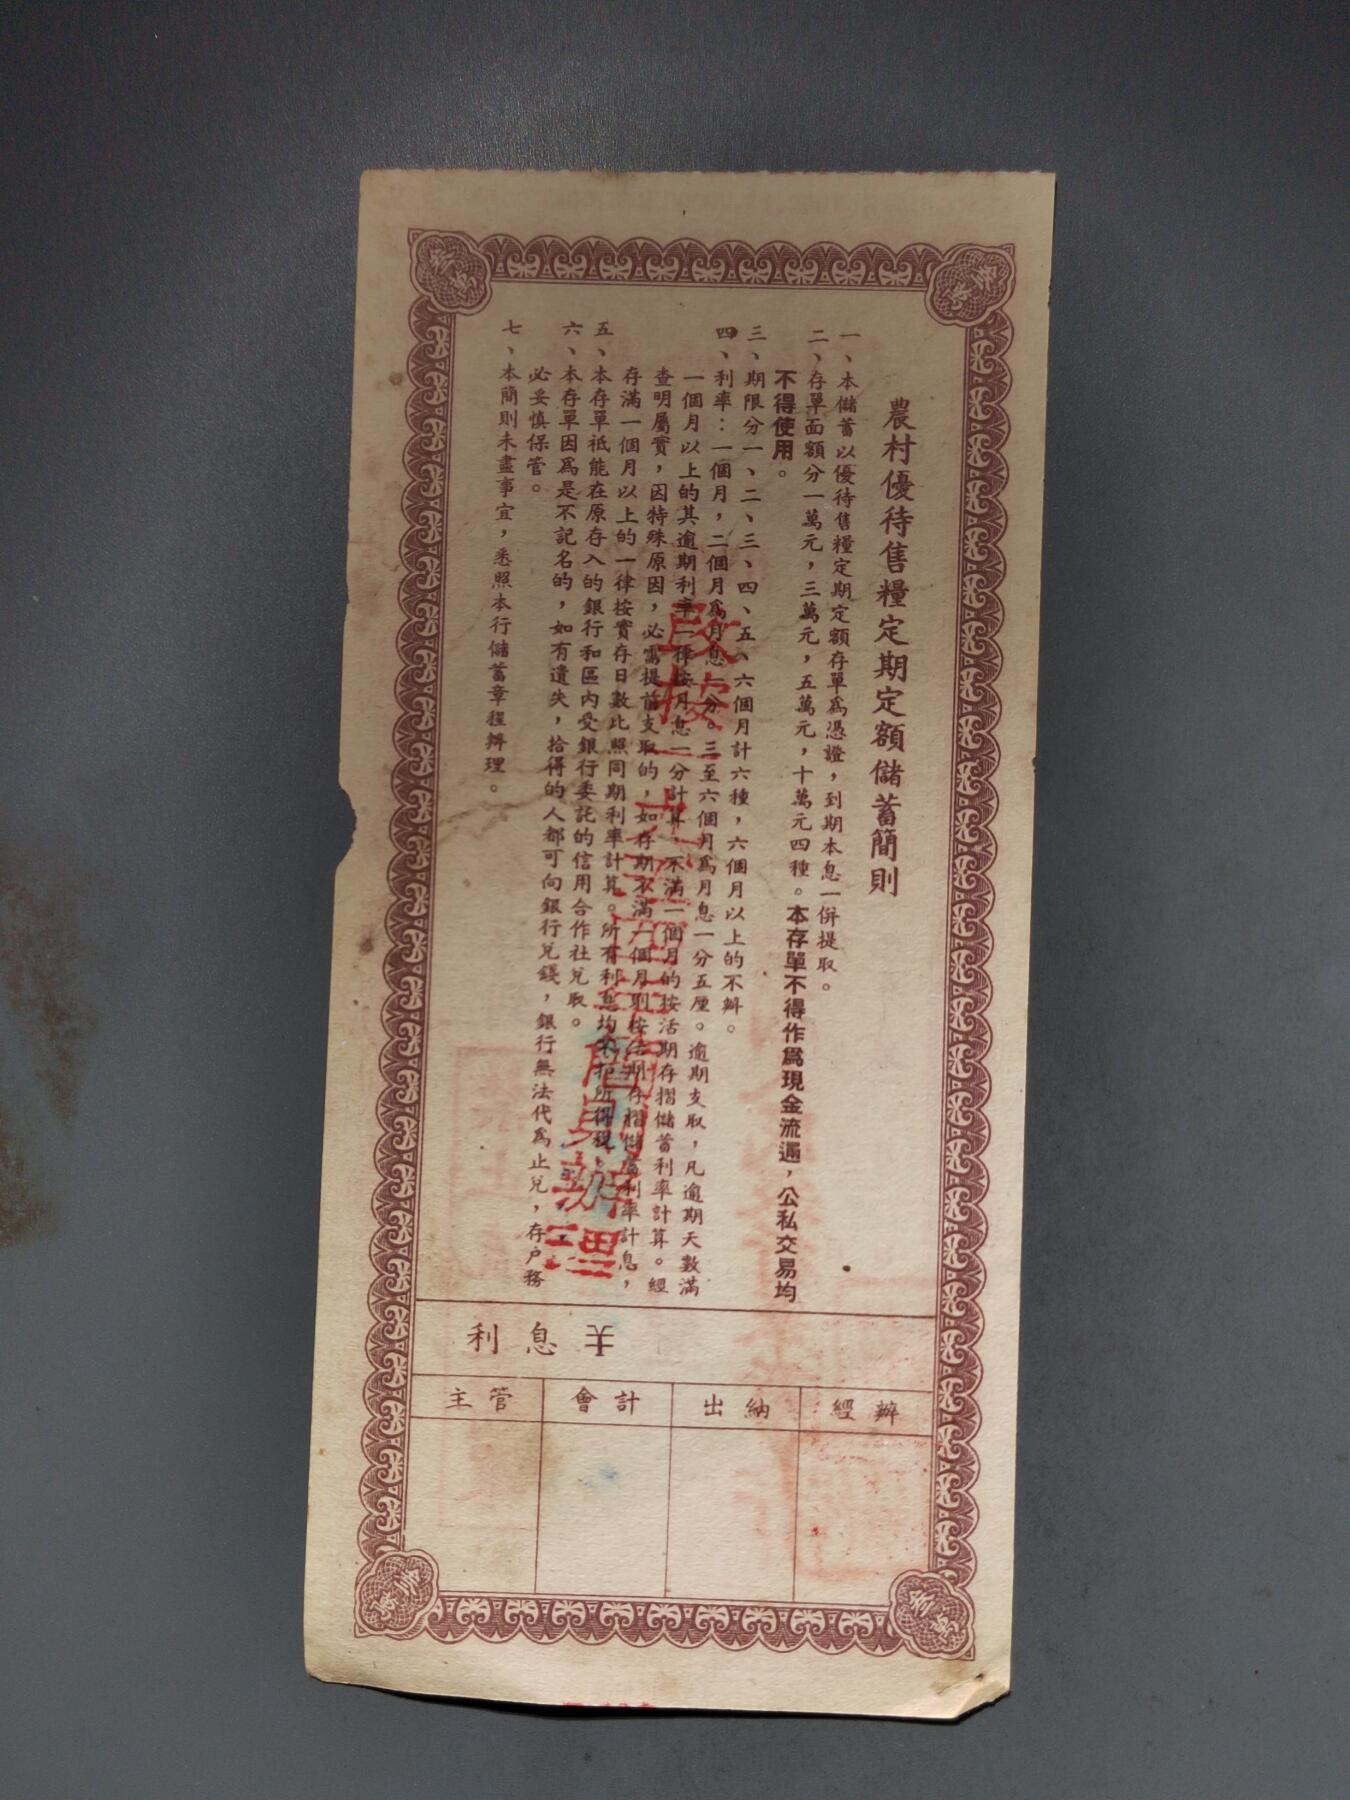 農村優待售糧定期定額儲蓄簡則
一、本儲蓄以優待售糧定期定額存單爲憑證，到期本息一併提取。
二、存單面額分一萬元，三萬元，五萬元，十萬元四種。本存單不得作爲現金流通，公私交易均
不得使用。
三、期限分一、二、三、四、五、六個月計六種，六個月以上的不辦。
四、利率：一個月，二個月爲月息一分。三至六個月爲月息一分五厘。逾期支取，凡逾期天數滿
一個月以上的其逾期利率一律按月息一分計算，不滿一個月的按活期存摺儲蓄利率計算。經
查明屬實，因特殊原因，必需提前支取的，如存期不滿一個月則按活期存摺儲蓄利率計息，
存滿一個月以上的一律按實存日數比照同期利率計算。所有利息均不扣所得稅。
五、本存單祗能在原存入的銀行和區內受銀行委託的信用合作社兌取。
六、本存單因爲是不記名的，如有遺失，拾得的人都可向銀行兌錢，銀行無法代爲止兌，存戶務
必妥慎保管。
七、本簡則未盡事宜，悉照本行儲蓄章程辦理。
改按一九五四年簡則辦理
利息￥
主管 會計 出納 經辦